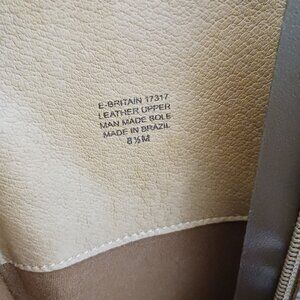 E-BRITAIN 17317
LEATHER UPPER
MAN MADE SOLE
MADE IN BRAZIL
8 ½ M